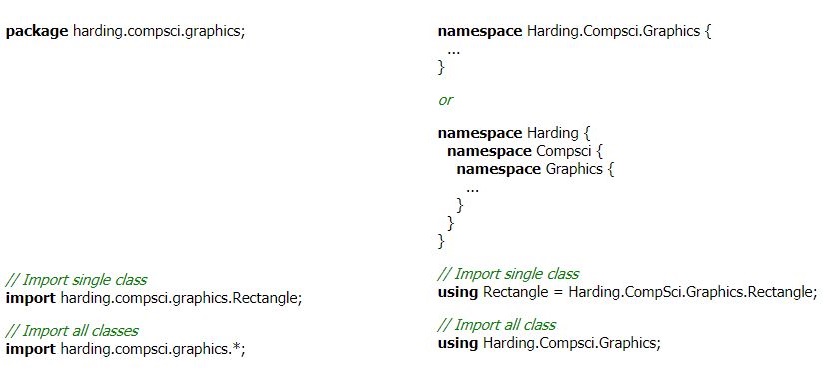 package harding.compsci.graphics;
// Import single class
import harding.compsci.graphics.Rectangle;
// Import all classes
import harding.compsci.graphics.*;
namespace Harding.Compsci.Graphics {
...
}
or
namespace Harding {
namespace Compsci {
namespace Graphics {
...
}
}
}
// Import single class
using Rectangle = Harding.CompSci.Graphics.Rectangle;
// Import all class
using Harding.Compsci.Graphics;